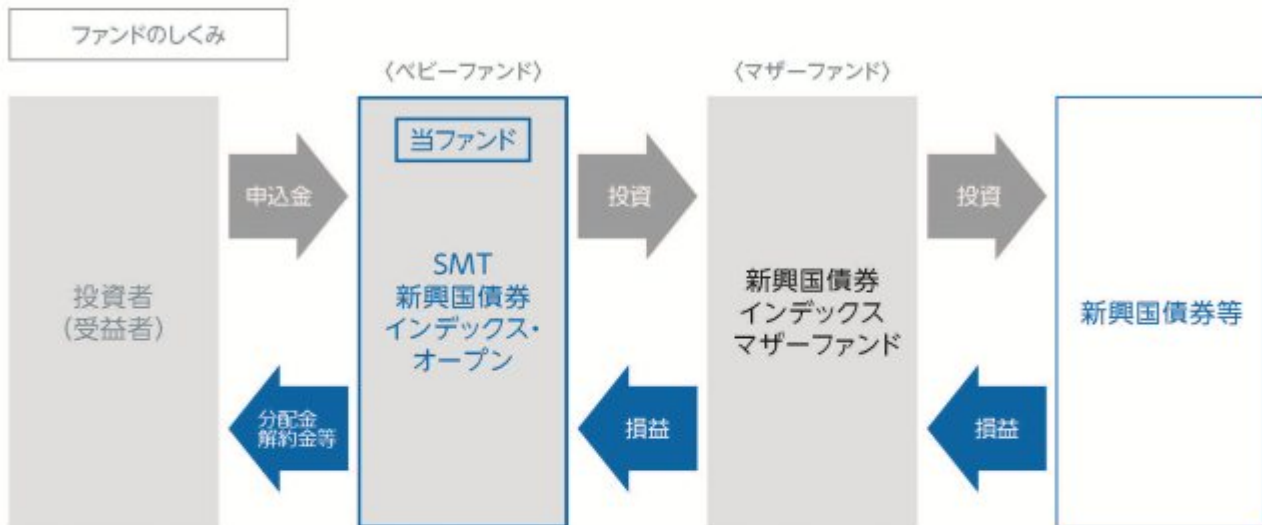 ファンドのしくみ
〈ベビーファンド〉
〈マザーファンド〉
投資者
(受益者)
申込金
分配金
解約金等
当ファンド
SMT
新興国債券
インデックス・
オープン
投資
損益
新興国債券
インデックス
マザーファンド
投資
損益
新興国債券等